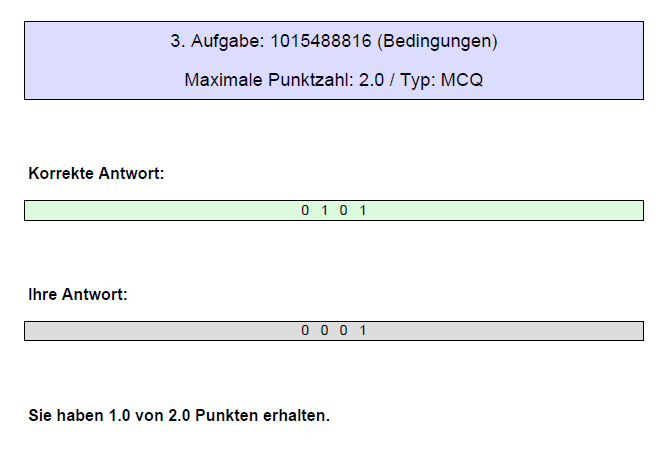 3. Aufgabe: 1015488816 (Bedingungen)
Maximale Punktzahl: 2.0 / Typ: MCQ
Korrekte Antwort:
0 1 0 1
Ihre Antwort:
0 0 0 1
Sie haben 1.0 von 2.0 Punkten erhalten.